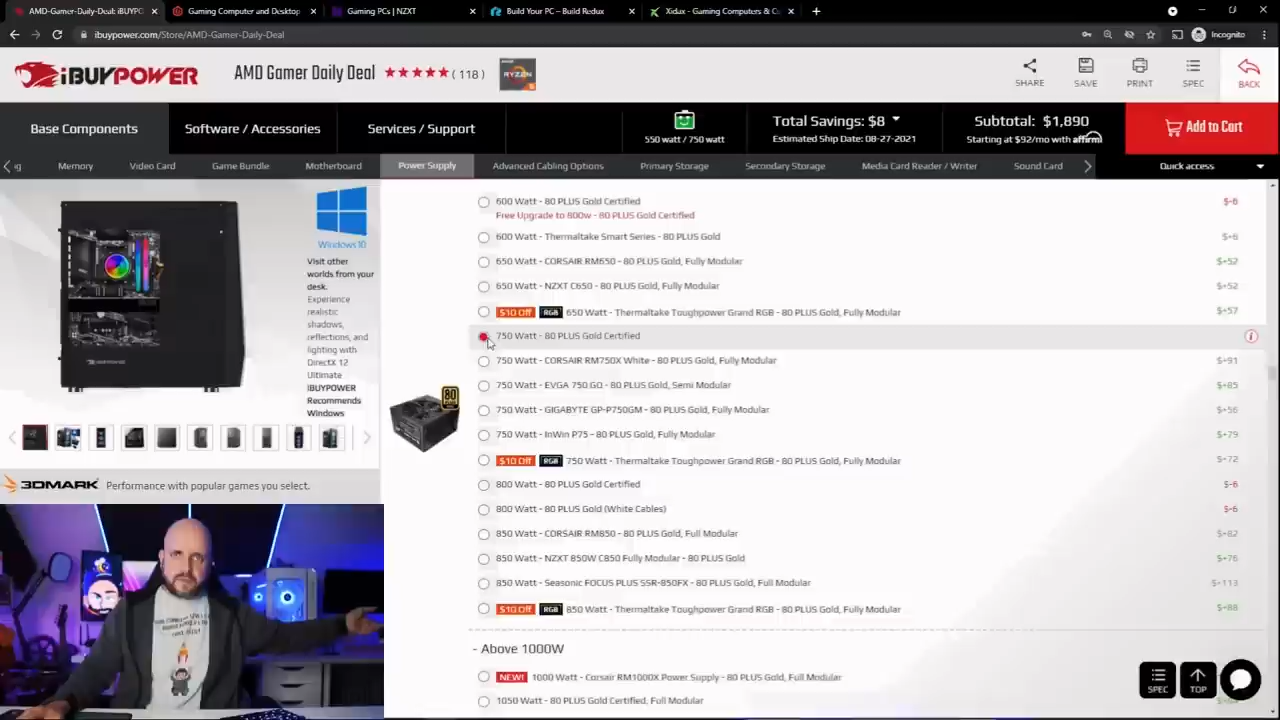 AMD-Gamer-Daily-Deal: iBUYPO
Gaming Computer and Desktop
Gaming PCs | NZXT
Build Your PC – Build Redux
Xidax - Gaming Computers & Cu
ibuypower.com/Store/AMD-Gamer-Daily-Deal
Incognito
iBUYPOWER
AMD Gamer Daily Deal
(118)
RYZEN
5
SHARE
SAVE
PRINT
SPEC
BACK
Base Components
Software / Accessories
Services / Support
550 watt / 750 watt
Total Savings: $8
Estimated Ship Date: 08-27-2021
Subtotal: $1,890
Starting at $92/mo with affirm
Add to Cart
Memory
Video Card
Game Bundle
Motherboard
Power Supply
Advanced Cabling Options
Primary Storage
Secondary Storage
Media Card Reader / Writer
Sound Card
Quick access
Windows10
Visit other
worlds from your
desk.
Experience
realistic
shadows,
reflections, and
lighting with
DirectX 12
Ultimate
iBUYPOWER
Recommends
Windows
3DMARK
Performance with popular games you select.
600 Watt - 80 PLUS Gold Certified
$-6
Free Upgrade to 800w - 80 PLUS Gold Certified
600 Watt - Thermaltake Smart Series - 80 PLUS Gold
$+6
650 Watt - CORSAIR RM650 - 80 PLUS Gold, Fully Modular
$+52
650 Watt - NZXT C650 - 80 PLUS Gold, Fully Modular
$+52
$10 Off RGB 650 Watt - Thermaltake Toughpower Grand RGB - 80 PLUS Gold, Fully Modular
$+57
750 Watt - 80 PLUS Gold Certified
750 Watt - CORSAIR RM750X White - 80 PLUS Gold, Fully Modular
$+91
750 Watt - EVGA 750 GQ - 80 PLUS Gold, Semi Modular
$+85
750 Watt - GIGABYTE GP-P750GM - 80 PLUS Gold, Fully Modular
$+56
750 Watt - InWin P75 - 80 PLUS Gold, Fully Modular
$+79
$10 Off RGB 750 Watt - Thermaltake Toughpower Grand RGB - 80 PLUS Gold, Fully Modular
$+72
800 Watt - 80 PLUS Gold Certified
$-6
800 Watt - 80 PLUS Gold (White Cables)
$-6
850 Watt - CORSAIR RM850 - 80 PLUS Gold, Full Modular
$+82
850 Watt - NZXT 850W C850 Fully Modular - 80 PLUS Gold
$+76
850 Watt - Seasonic FOCUS PLUS SSR-850FX - 80 PLUS Gold, Full Modular
$+113
$10 Off RGB 850 Watt - Thermaltake Toughpower Grand RGB - 80 PLUS Gold, Fully Modular
$+88
- Above 1000W
NEW! 1000 Watt - Corsair RM1000X Power Supply - 80 PLUS Gold, Full Modular
1050 Watt - 80 PLUS Gold Certified, Full Modular
80
GOLD
SPEC
TOP